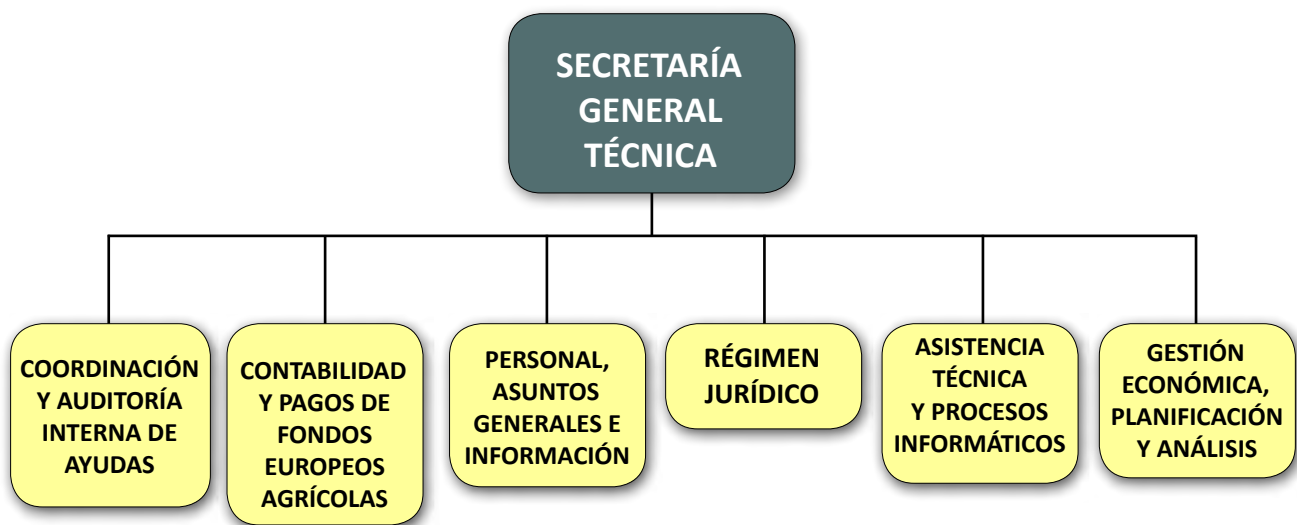 SECRETARÍA
GENERAL
TÉCNICA
COORDINACIÓN
Y AUDITORÍA
INTERNA DE
AYUDAS
CONTABILIDAD
Y PAGOS DE
FONDOS
EUROPEOS
AGRÍCOLAS
PERSONAL,
ASUNTOS
GENERALES E
INFORMACIÓN
RÉGIMEN
JURÍDICO
ASISTENCIA
TÉCNICA
Y PROCESOS
INFORMÁTICOS
GESTIÓN
ECONÓMICA,
PLANIFICACIÓN
Y ANÁLISIS